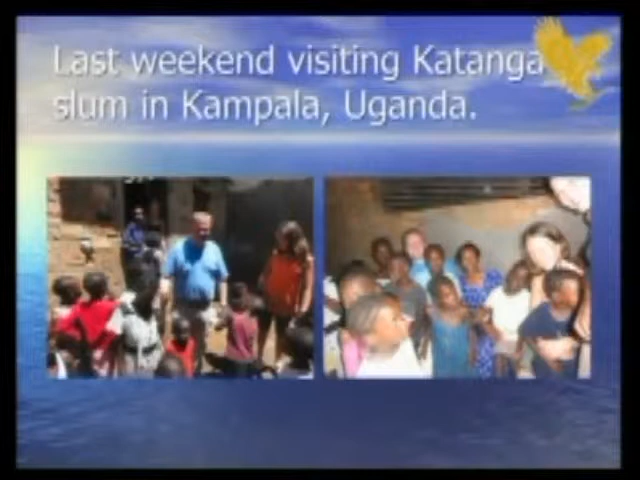 Last weekend visiting Katanga
slum in Kampala, Uganda.